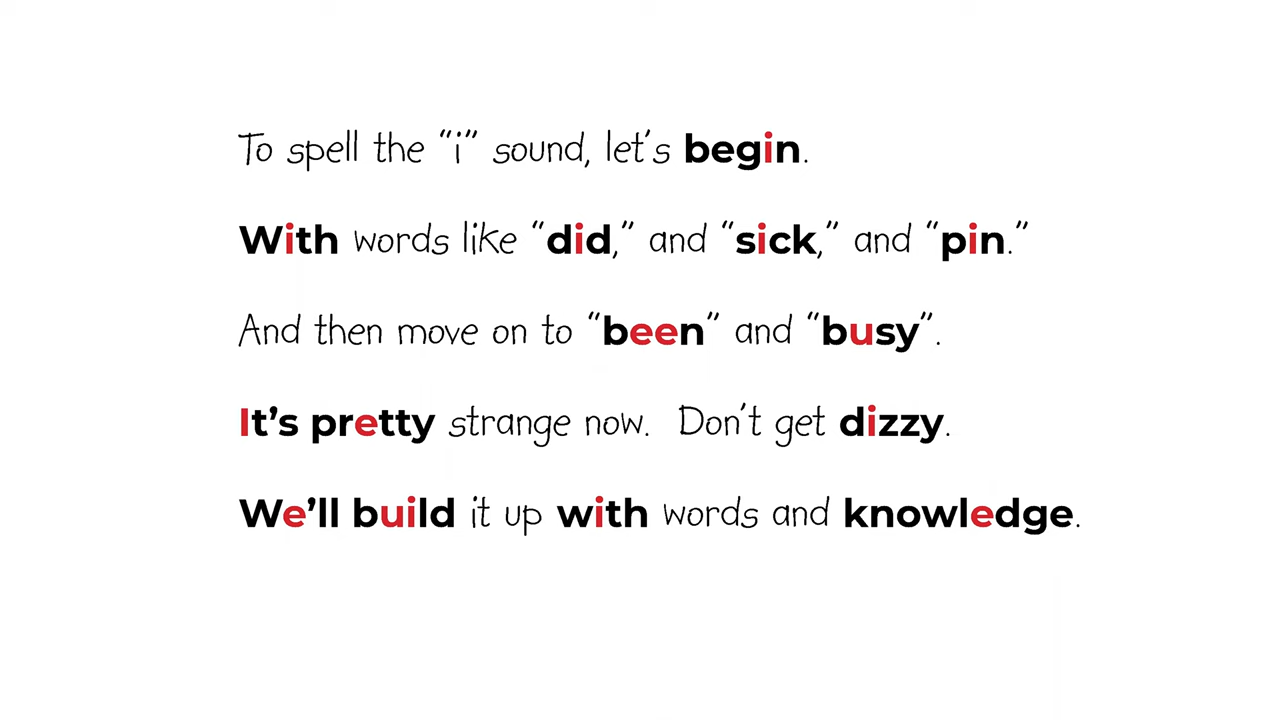 To spell the “i” sound, let’s begin.
With words like “did,” and “sick,” and “pin.”
And then move on to “been” and “busy”.
It’s pretty strange now.  Don’t get dizzy.
We’ll build it up with words and knowledge.